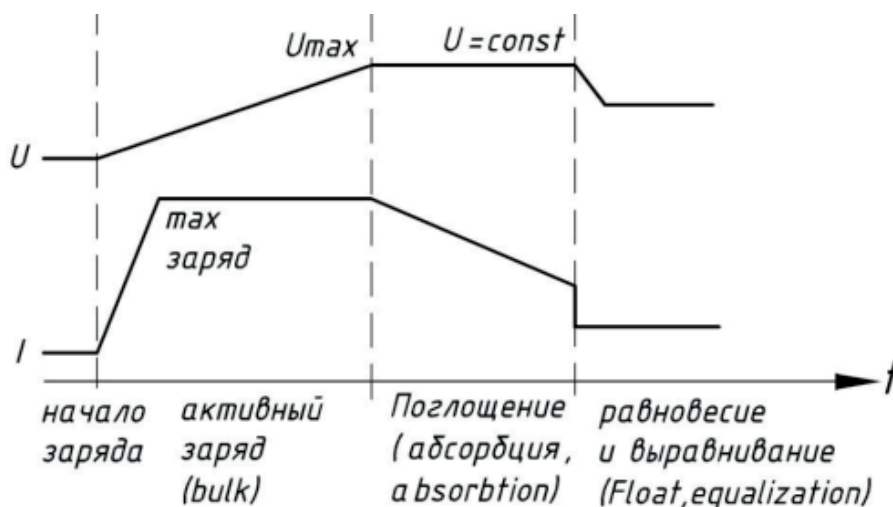 Umax
U=const
U
max
заряд
I
t
начало
заряда
активный
заряд
(bulk)
Поглощение
(абсорбция,
absorbtion)
равновесие
и выравнивание
(Float,equalization)